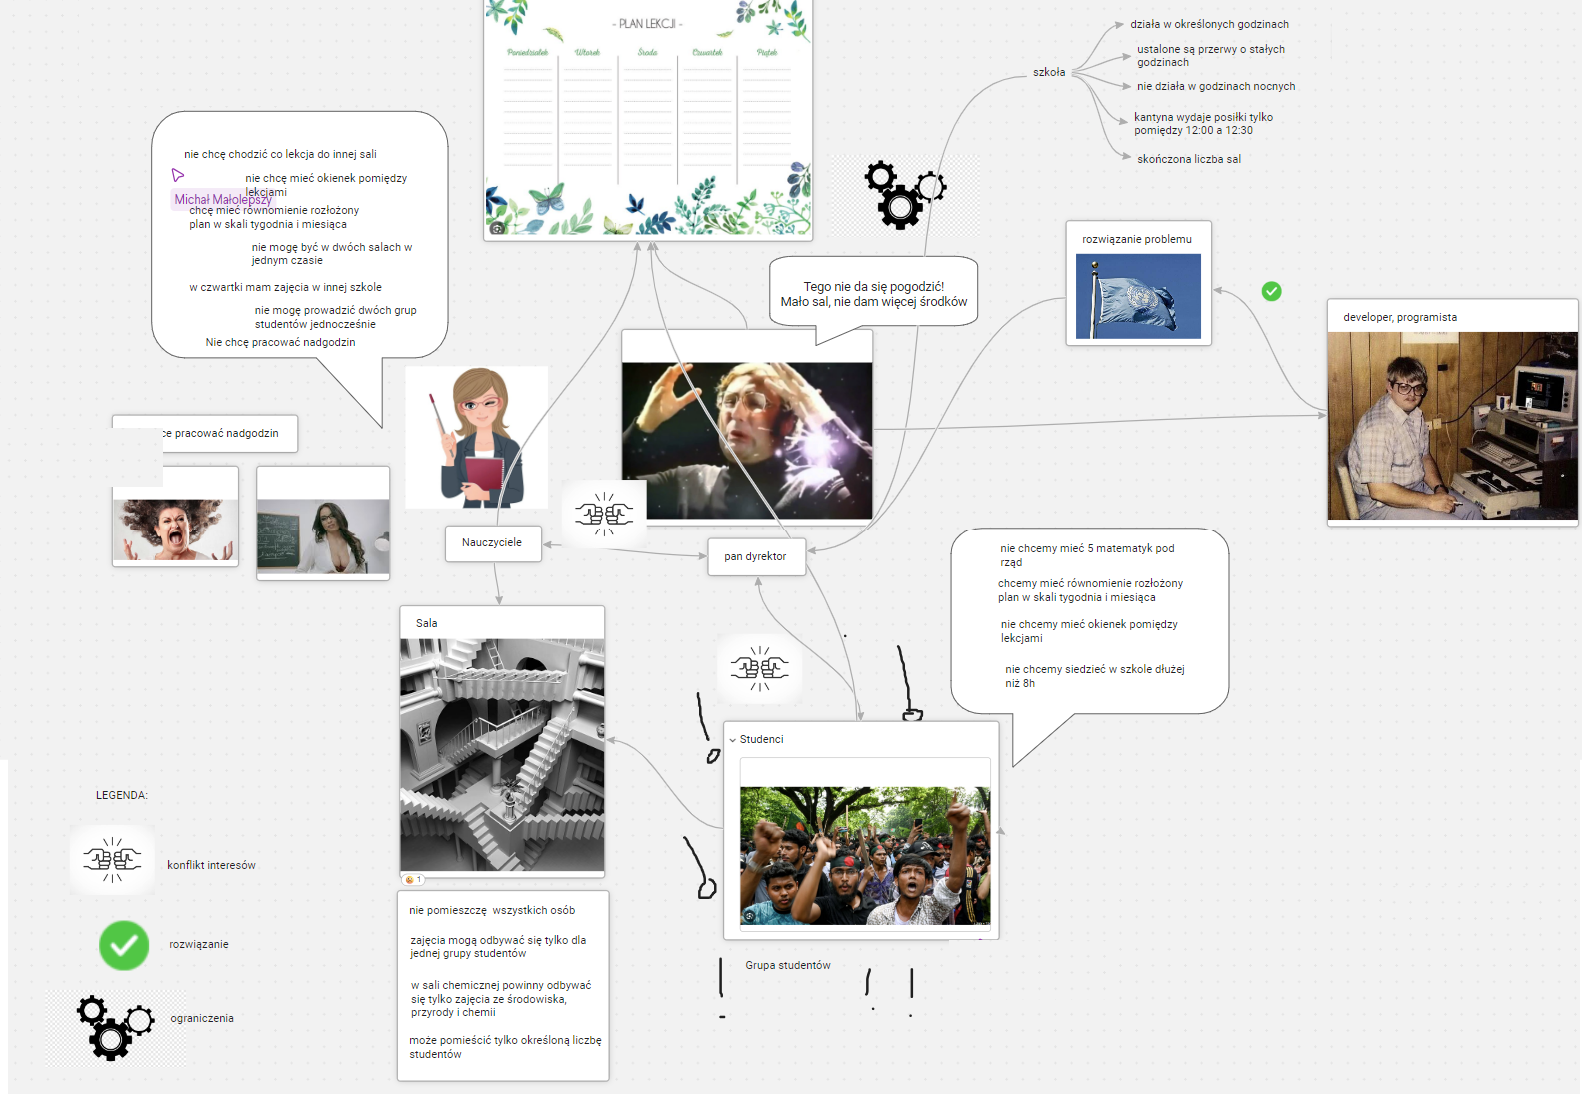 - PLAN LEKCJI -
Poniedziałek
Wtorek
Środa
Czwartek
Piątek
szkoła
działa w określonych godzinach
ustalone są przerwy o stałych
godzinach
nie działa w godzinach nocnych
kantyna wydaje posiłki tylko
pomiędzy 12:00 a 12:30
skończona liczba sal
nie chcę chodzić co lekcja do innej sali
nie chcę mieć okienek pomiędzy
lekcjami
Michał Małolepszy
chcę mieć równomienie rozłożony
plan w skali tygodnia i miesiąca
nie mogę być w dwóch salach w
jednym czasie
w czwartki mam zajęcia w innej szkole
nie mogę prowadzić dwóch grup
studentów jednocześnie
Nie chcę pracować nadgodzin
rozwiązanie problemu
Tego nie da się pogodzić!
Mało sal, nie dam więcej środków
developer, programista
ce pracować nadgodzin
Nauczyciele
pan dyrektor
nie chcemy mieć 5 matematyk pod
rząd
chcemy mieć równomienie rozłożony
plan w skali tygodnia i miesiąca
nie chcemy mieć okienek pomiędzy
lekcjami
nie chcemy siedzieć w szkole dłużej
niż 8h
Sala
Studenci
1
LEGENDA:
konflikt interesów
rozwiązanie
ograniczenia
nie pomieszczę wszystkich osób
zajęcia mogą odbywać się tylko dla
jednej grupy studentów
w sali chemicznej powinny odbywać
się tylko zajęcia ze środowiska,
przyrody i chemii
może pomieścić tylko określoną liczbę
studentów
Grupa studentów